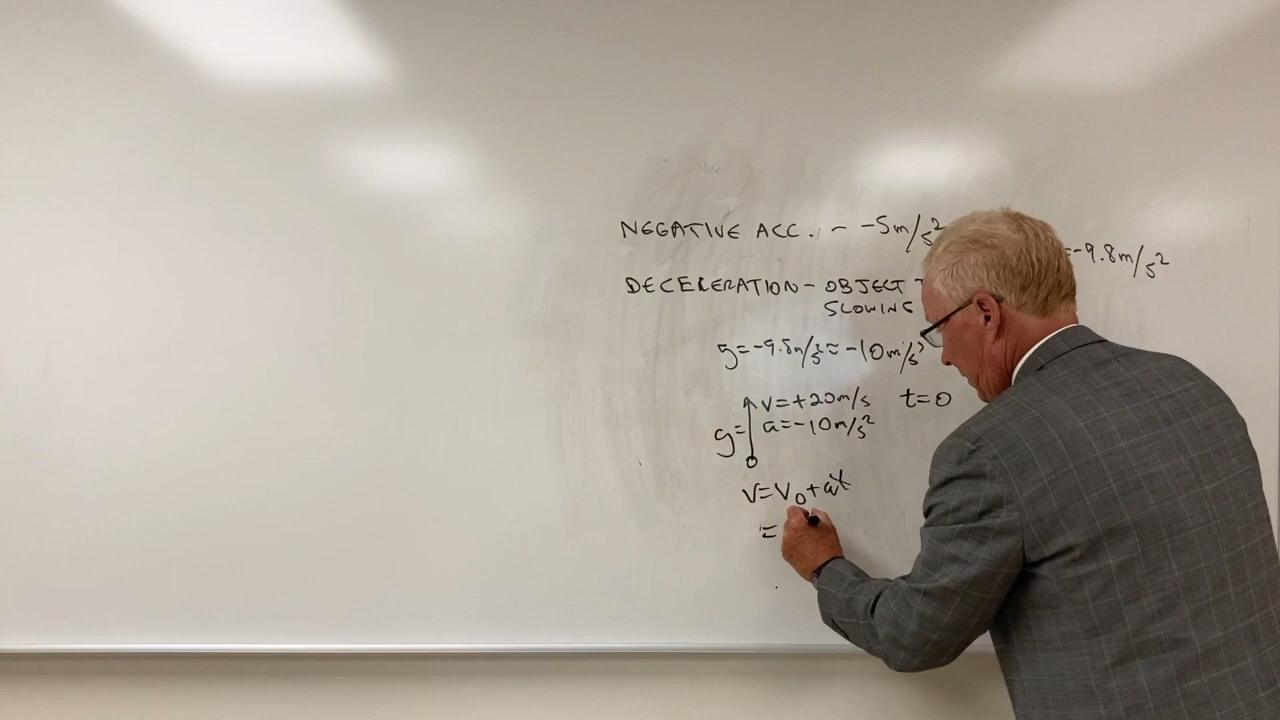 NEGATIVE ACC. - -5m/s² =-9.8m/s²
DECELERATION - OBJECT
SLOWING
g=-9.8m/s²≈-10m/s²
V=+20m/s t=0
g= a=-10m/s²
V=V₀+at
=